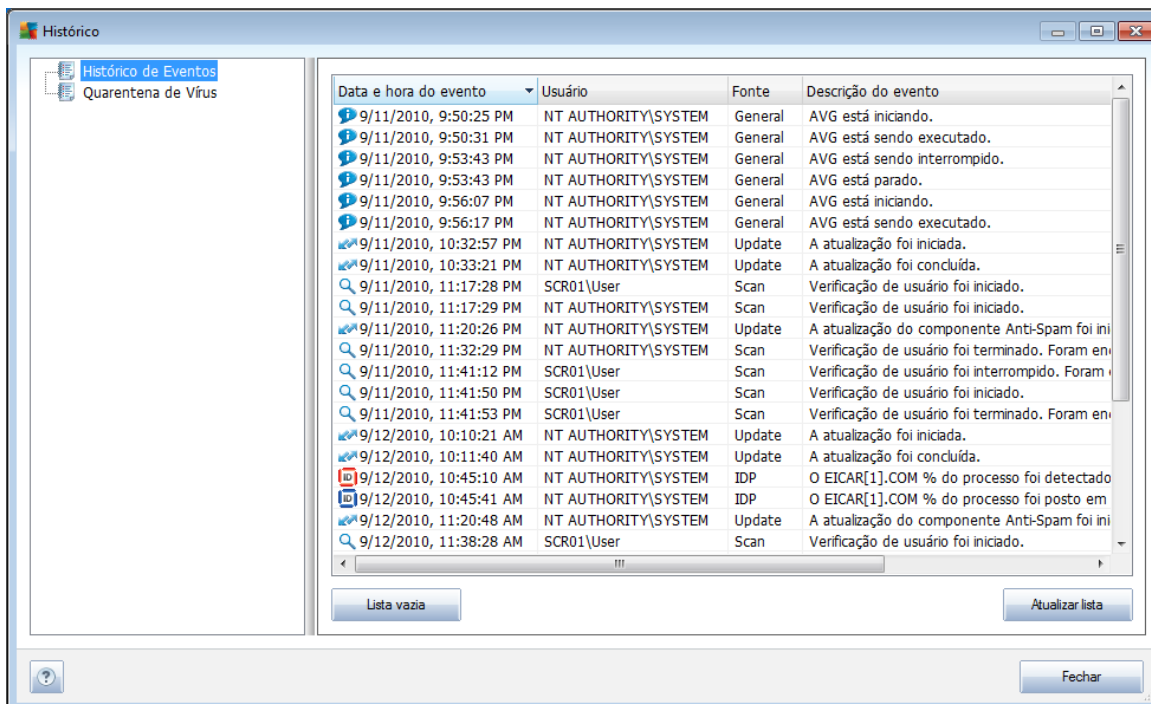 Histórico
Histórico de Eventos
Quarentena de Vírus
Data e hora do evento Usuário Fonte Descrição do evento
9/11/2010, 9:50:25 PM NT AUTHORITY\SYSTEM General AVG está iniciando.
9/11/2010, 9:50:31 PM NT AUTHORITY\SYSTEM General AVG está sendo executado.
9/11/2010, 9:53:43 PM NT AUTHORITY\SYSTEM General AVG está sendo interrompido.
9/11/2010, 9:53:43 PM NT AUTHORITY\SYSTEM General AVG está parado.
9/11/2010, 9:56:07 PM NT AUTHORITY\SYSTEM General AVG está iniciando.
9/11/2010, 9:56:17 PM NT AUTHORITY\SYSTEM General AVG está sendo executado.
9/11/2010, 10:32:57 PM NT AUTHORITY\SYSTEM Update A atualização foi iniciada.
9/11/2010, 10:33:21 PM NT AUTHORITY\SYSTEM Update A atualização foi concluída.
9/11/2010, 11:17:28 PM SCR01\User Scan Verificação de usuário foi iniciado.
9/11/2010, 11:17:29 PM NT AUTHORITY\SYSTEM Scan Verificação de usuário foi iniciado.
9/11/2010, 11:20:26 PM NT AUTHORITY\SYSTEM Update A atualização do componente Anti-Spam foi ini
9/11/2010, 11:32:29 PM NT AUTHORITY\SYSTEM Scan Verificação de usuário foi terminado. Foram en
9/11/2010, 11:41:12 PM SCR01\User Scan Verificação de usuário foi interrompido. Foram
9/11/2010, 11:41:50 PM SCR01\User Scan Verificação de usuário foi iniciado.
9/11/2010, 11:41:53 PM SCR01\User Scan Verificação de usuário foi terminado. Foram en
9/12/2010, 10:10:21 AM NT AUTHORITY\SYSTEM Update A atualização foi iniciada.
9/12/2010, 10:11:40 AM NT AUTHORITY\SYSTEM Update A atualização foi concluída.
9/12/2010, 10:45:10 AM NT AUTHORITY\SYSTEM IDP O EICAR[1].COM % do processo foi detectado
9/12/2010, 10:45:41 AM NT AUTHORITY\SYSTEM IDP O EICAR[1].COM % do processo foi posto em
9/12/2010, 11:20:48 AM NT AUTHORITY\SYSTEM Update A atualização do componente Anti-Spam foi ini
9/12/2010, 11:38:28 AM SCR01\User Scan Verificação de usuário foi iniciado.
Lista vazia Atualizar lista
Fechar